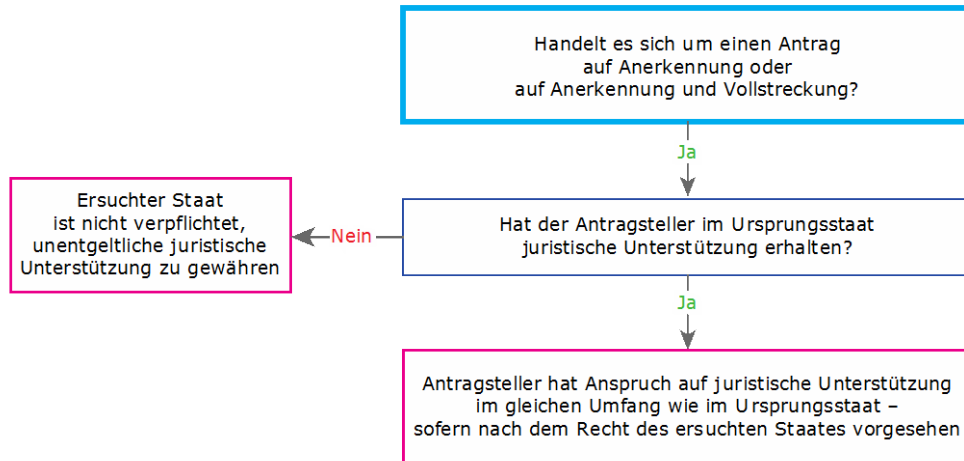 Handelt es sich um einen Antrag
auf Anerkennung oder
auf Anerkennung und Vollstreckung?
Ja
Ersuchter Staat
ist nicht verpflichtet,
unentgeltliche juristische
Unterstützung zu gewähren
Nein
Hat der Antragsteller im Ursprungsstaat
juristische Unterstützung erhalten?
Ja
Antragsteller hat Anspruch auf juristische Unterstützung
im gleichen Umfang wie im Ursprungsstaat –
sofern nach dem Recht des ersuchten Staates vorgesehen